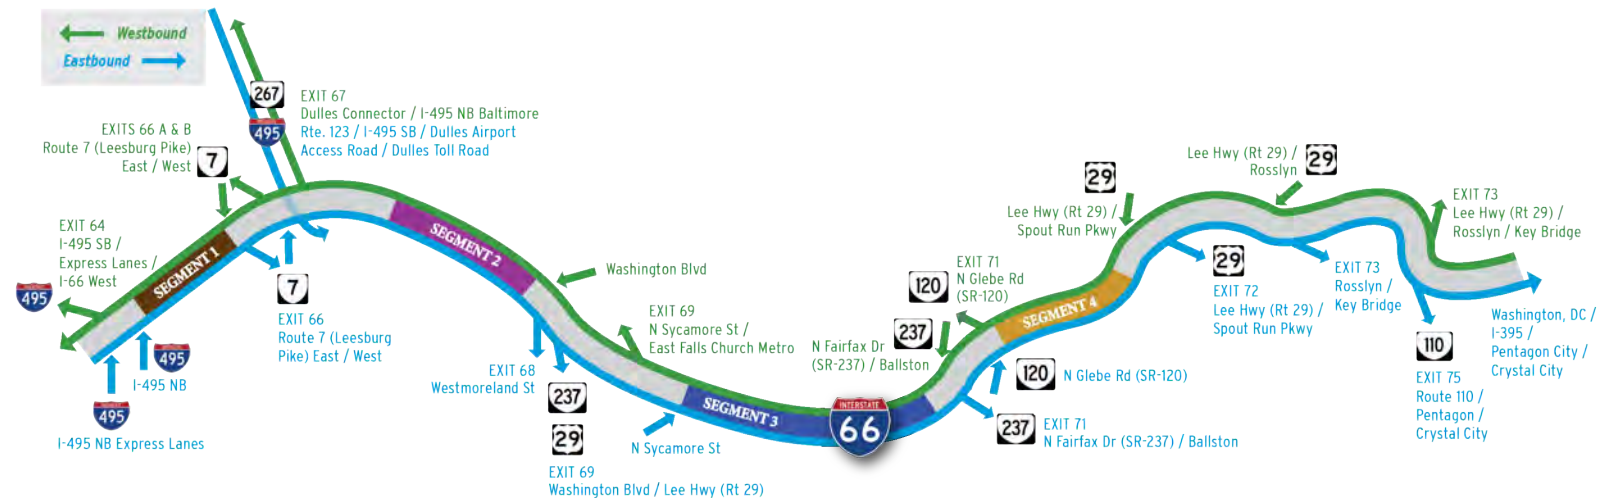 Westbound
Eastbound
267
495
EXIT 67
Dulles Connector / I-495 NB Baltimore
Rte. 123 / I-495 SB / Dulles Airport
Access Road / Dulles Toll Road
EXITS 66 A & B
Route 7 (Leesburg Pike)
East / West
7
EXIT 64
I-495 SB /
Express Lanes /
I-66 West
495
SEGMENT 1
495
I-495 NB
495
I-495 NB Express Lanes
7
EXIT 66
Route 7 (Leesburg
Pike) East / West
SEGMENT 2
Washington Blvd
EXIT 69
N Sycamore St /
East Falls Church Metro
EXIT 68
Westmoreland St
237
29
EXIT 69
Washington Blvd / Lee Hwy (Rt 29)
N Sycamore St
SEGMENT 3
INTERSTATE
66
N Fairfax Dr
(SR-237) / Ballston
237
120
EXIT 71
N Glebe Rd
(SR-120)
SEGMENT 4
120
N Glebe Rd (SR-120)
237
EXIT 71
N Fairfax Dr (SR-237) / Ballston
29
Lee Hwy (Rt 29) /
Spout Run Pkwy
Lee Hwy (Rt 29) /
Rosslyn
29
29
EXIT 72
Lee Hwy (Rt 29) /
Spout Run Pkwy
EXIT 73
Rosslyn /
Key Bridge
EXIT 73
Lee Hwy (Rt 29) /
Rosslyn / Key Bridge
110
EXIT 75
Route 110 /
Pentagon /
Crystal City
Washington, DC /
I-395 /
Pentagon City /
Crystal City